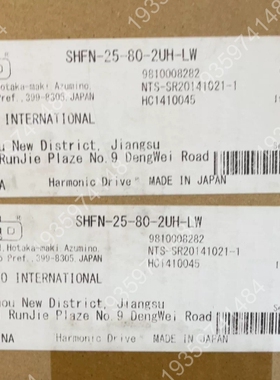 SHFN-25-80-2UH-LW
9810008282
Hotaka-maki Azumino,
Pref.,399-8305.JAPAN
NTS-SR20141021-1
HC1410045
O INTERNATIONAL
ou New District, Jiangsu
RunJie Plaze No.9 DengWei Road
NA
Harmonic Drive® MADE IN JAPAN
SHFN-25-80-2UH-LW
9810008282
Hotaka-maki Azumino.
Pref.,399-8305.JAPAN
NTS-SR20141021-1
HC1410045
O INTERNATIONAL
hou New District, Jiangsu
RunJie Plaze No.9 DengWei Road
NA
Harmonic Drive® MADE IN JAPAN